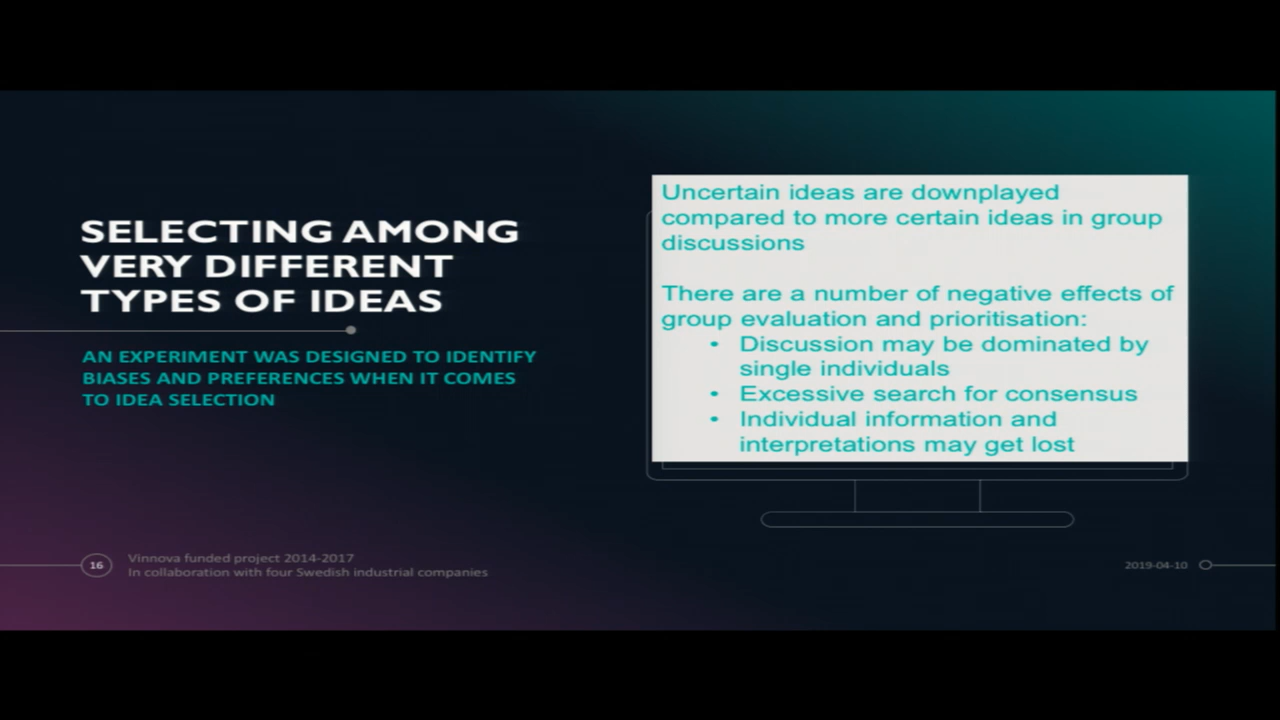 SELECTING AMONG
VERY DIFFERENT
TYPES OF IDEAS
AN EXPERIMENT WAS DESIGNED TO IDENTIFY
BIASES AND PREFERENCES WHEN IT COMES
TO IDEA SELECTION
Uncertain ideas are downplayed
compared to more certain ideas in group
discussions
There are a number of negative effects of
group evaluation and prioritisation:
• Discussion may be dominated by
single individuals
• Excessive search for consensus
• Individual information and
interpretations may get lost
16
Vinnova funded project 2014-2017
In collaboration with four Swedish industrial companies
2019-04-10